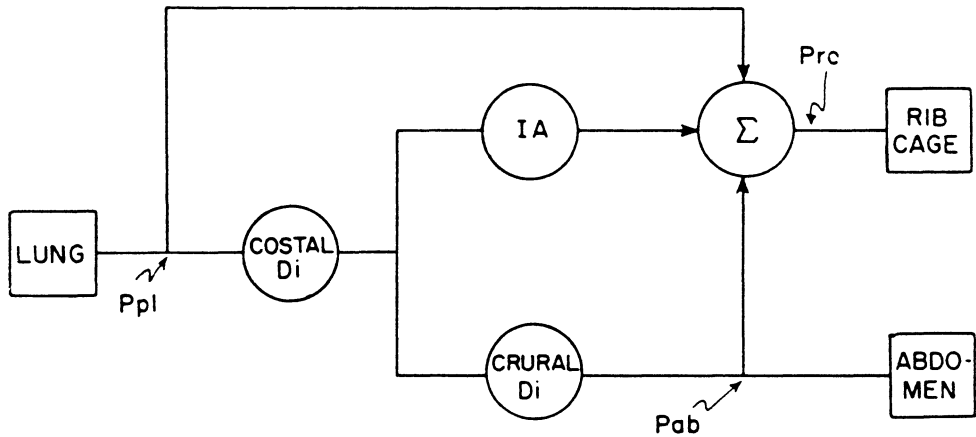 Prc
IA
Σ
RIB
CAGE
LUNG
COSTAL
Di
Ppl
CRURAL
Di
ABDO-
MEN
Pab